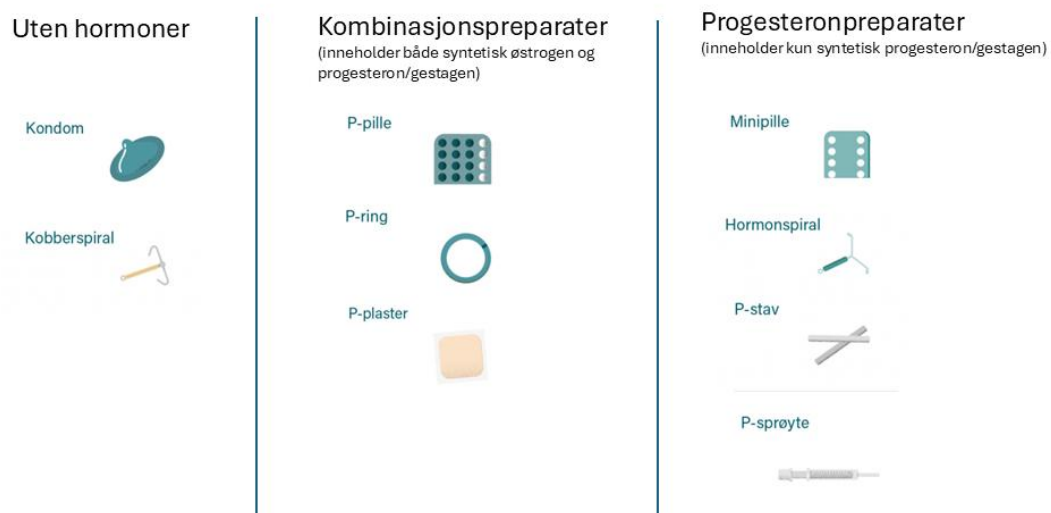 Uten hormoner
Kondom
Kobberspiral
Kombinasjonspreparater
(inneholder både syntetisk østrogen og
progesteron/gestagen)
P-pille
P-ring
P-plaster
Progesteronpreparater
(inneholder kun syntetisk progesteron/gestagen)
Minipille
Hormonspiral
P-stav
P-sprøyte